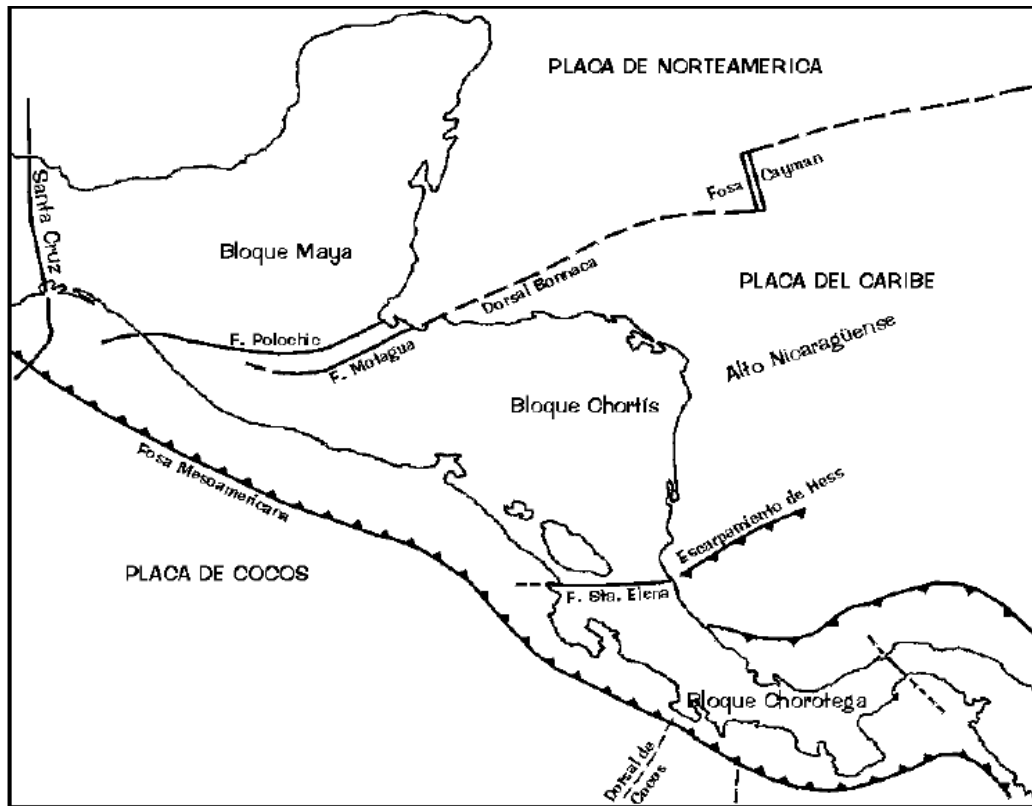 PLACA DE NORTEAMERICA
Fosa Cayman
Santa Cruz
Bloque Maya
Dorsal Bonnaca
PLACA DEL CARIBE
F. Polochic
F. Motagua
Alto Nicaragüense
Bloque Chortís
Fosa Mesoamericana
Escarpamiento de Hess
PLACA DE COCOS
F. Sta. Elena
Bloque Chorotega
Dorsal de
Cocos